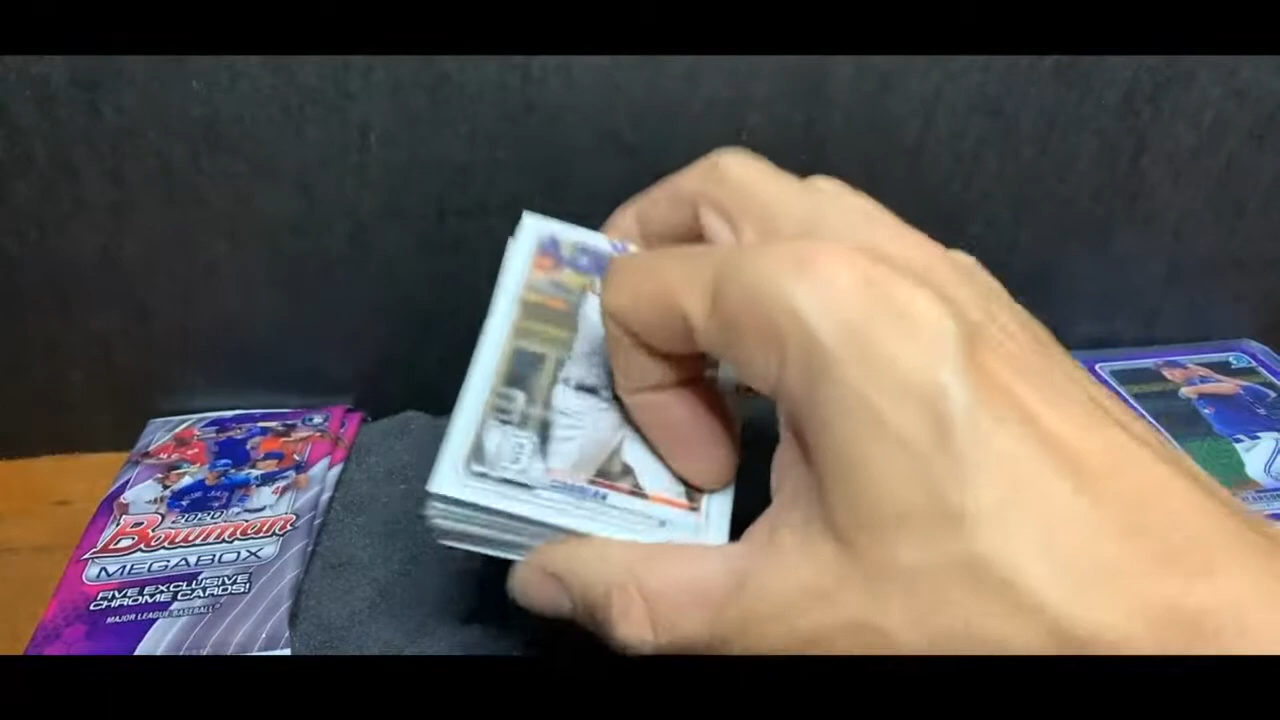 2020
Bowman
MEGABOX
FIVE EXCLUSIVE
CHROME CARDS!
MAJOR LEAGUE BASEBALL